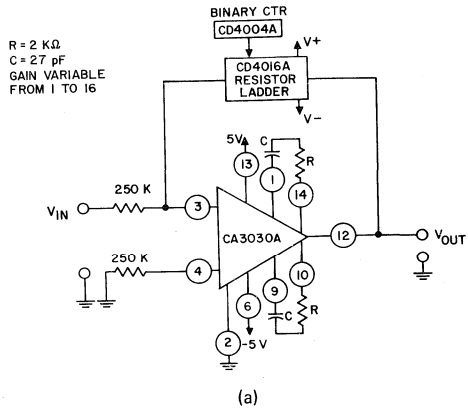 BINARY CTR
CD4004A
R = 2 KΩ
C = 27 pF
GAIN VARIABLE
FROM 1 TO 16
CD4016A
RESISTOR
LADDER
V+
V-
5V
C
R
13
1
14
250 K
VIN
3
CA3030A
12
VOUT
250 K
4
10
9
6
C
R
2
-5 V
(a)